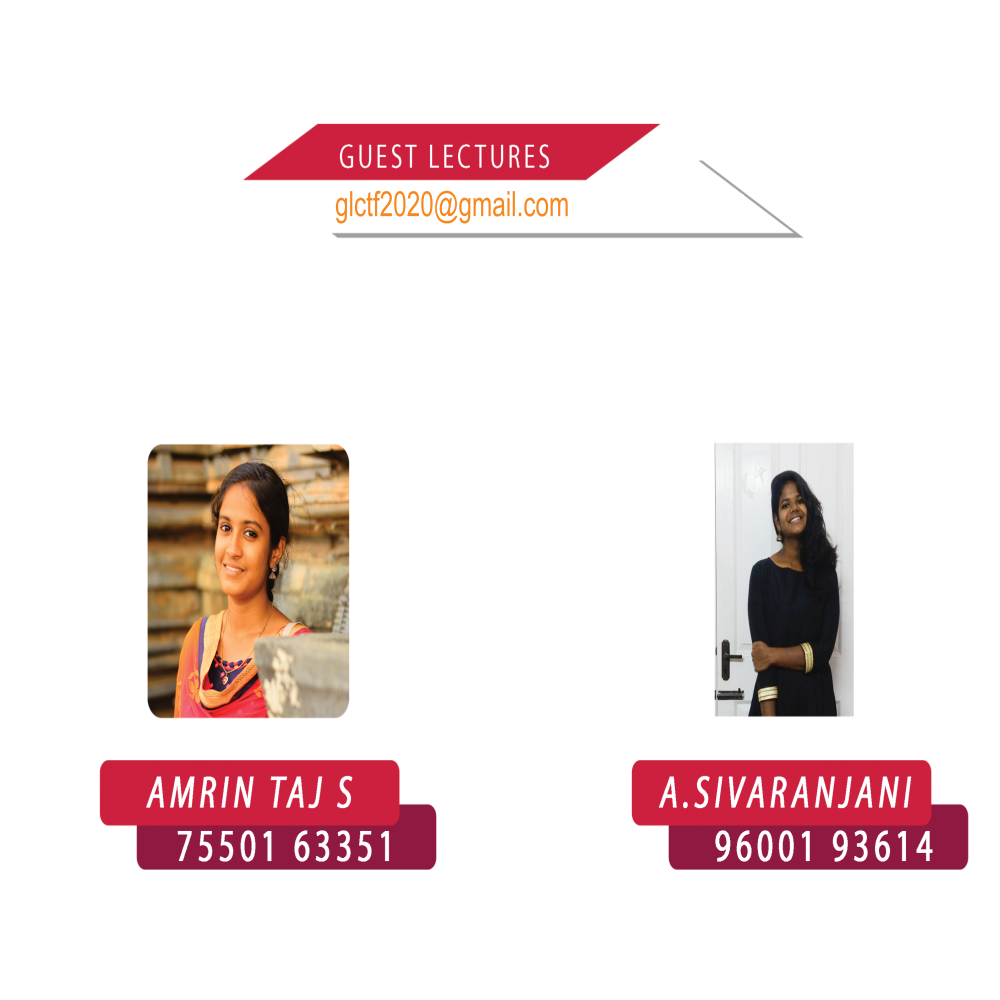 GUEST LECTURES
glctf2020@gmail.com
AMRIN TAJ S
75501 63351
A.SIVARANJANI
96001 93614